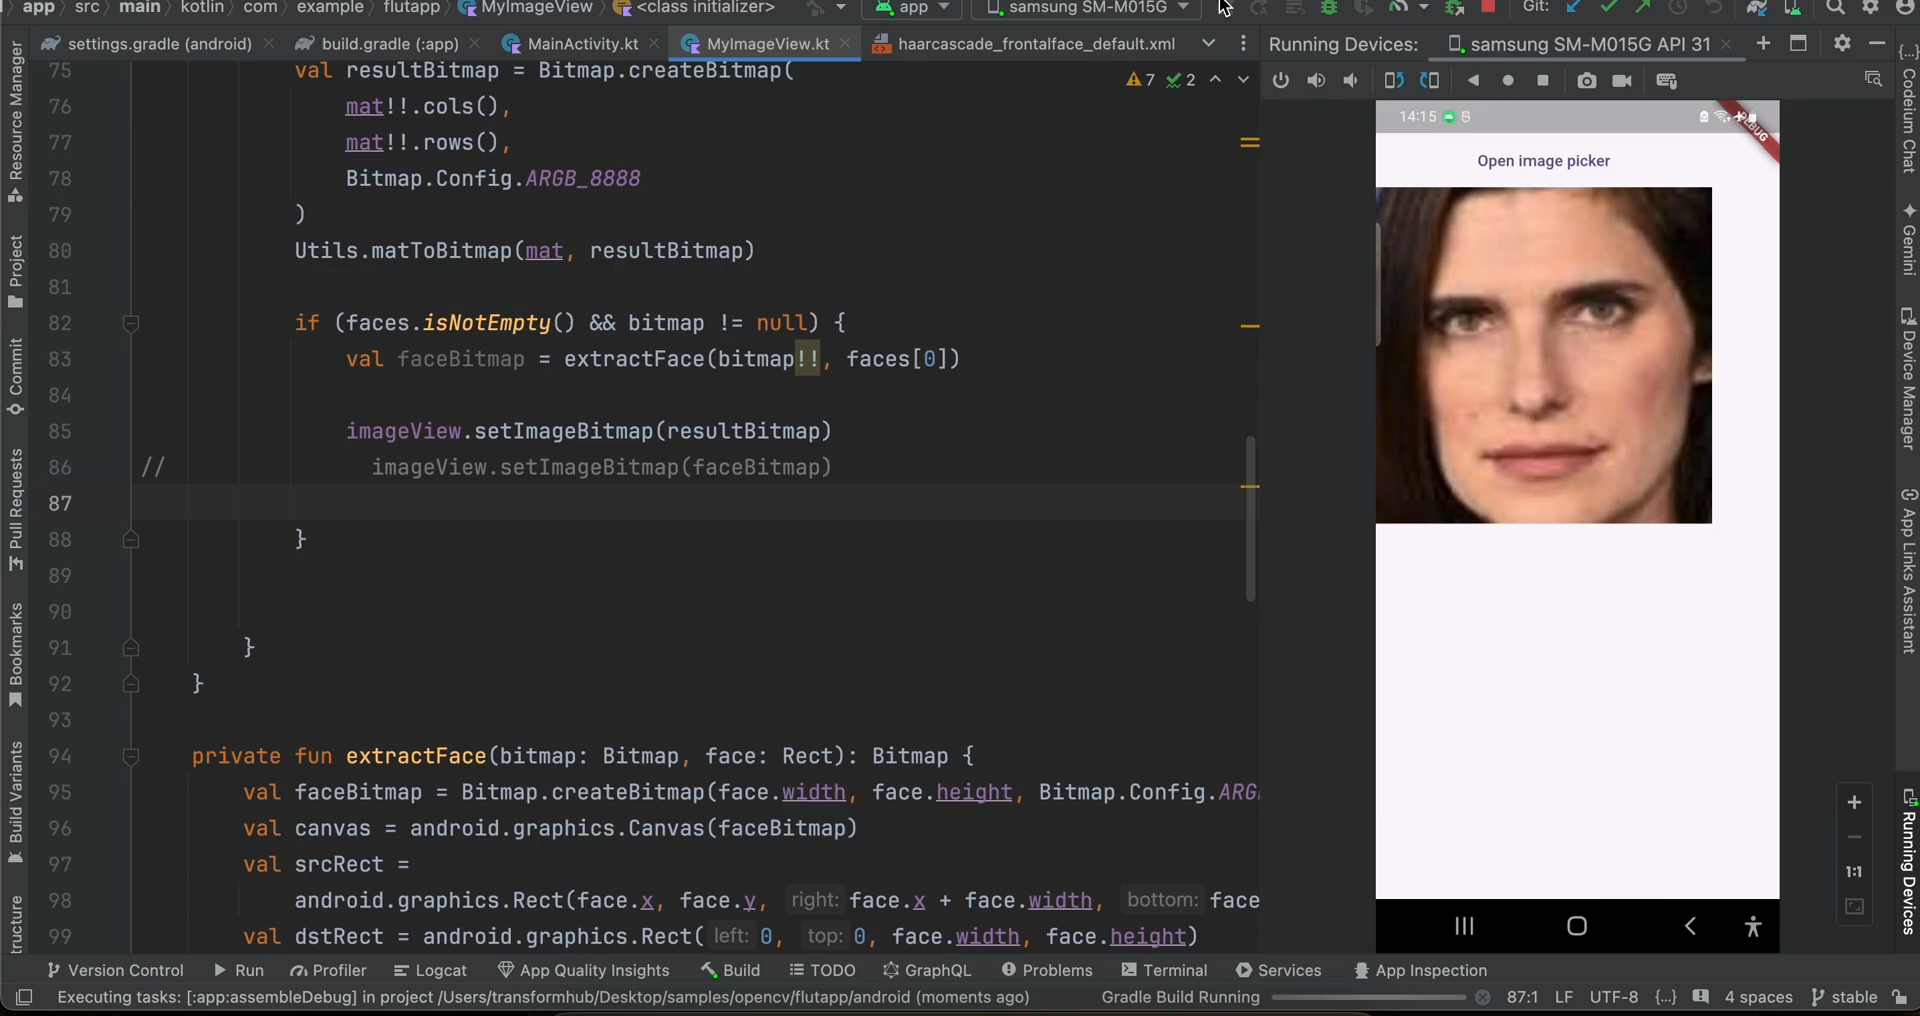 app > src > main > kotlin > com > example > flutapp > MyImageView > <class initializer>
app
samsung SM-M015G
Git:
settings.gradle (android)
build.gradle (:app)
MainActivity.kt
MyImageView.kt
haarcascade_frontalface_default.xml
Running Devices:
samsung SM-M015G API 31
7
2
75 val resultBitmap = Bitmap.createBitmap(
76 mat!!.cols(),
77 mat!!.rows(),
78 Bitmap.Config.ARGB_8888
79 )
80 Utils.matToBitmap(mat, resultBitmap)
81
82 if (faces.isNotEmpty() && bitmap != null) {
83 val faceBitmap = extractFace(bitmap!!, faces[0])
84
85 imageView.setImageBitmap(resultBitmap)
86 // imageView.setImageBitmap(faceBitmap)
87
88 }
89
90
91 }
92 }
93
94 private fun extractFace(bitmap: Bitmap, face: Rect): Bitmap {
95 val faceBitmap = Bitmap.createBitmap(face.width, face.height, Bitmap.Config.ARG
96 val canvas = android.graphics.Canvas(faceBitmap)
97 val srcRect =
98 android.graphics.Rect(face.x, face.y, right: face.x + face.width, bottom: face
99 val dstRect = android.graphics.Rect( left: 0, top: 0, face.width, face.height)
Resource Manager
Project
Commit
Pull Requests
Bookmarks
Build Variants
ructure
14:15
DEBUG
Open image picker
1:1
Codeium Chat
Gemini
Device Manager
App Links Assistant
Running Devices
Version Control
Run
Profiler
Logcat
App Quality Insights
Build
TODO
GraphQL
Problems
Terminal
Services
App Inspection
Executing tasks: [:app:assembleDebug] in project /Users/transformhub/Desktop/samples/opencv/flutapp/android (moments ago)
Gradle Build Running
87:1
LF
UTF-8
{..}
4 spaces
stable